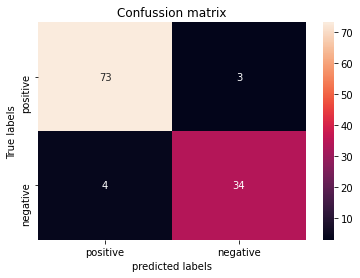 Confussion matrix
True labels
positive
negative
73
3
4
34
positive
negative
predicted labels
70
60
50
40
30
20
10